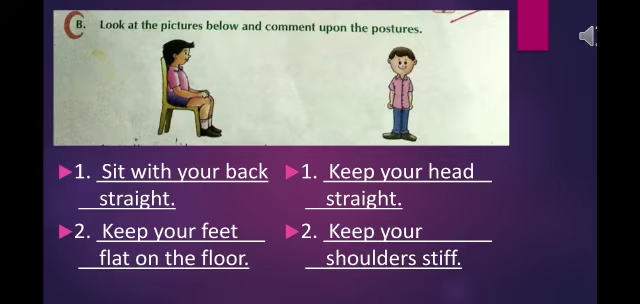 B. Look at the pictures below and comment upon the postures.
1. Sit with your back
straight.
2. Keep your feet
flat on the floor.
1. Keep your head
straight.
2. Keep your
shoulders stiff.